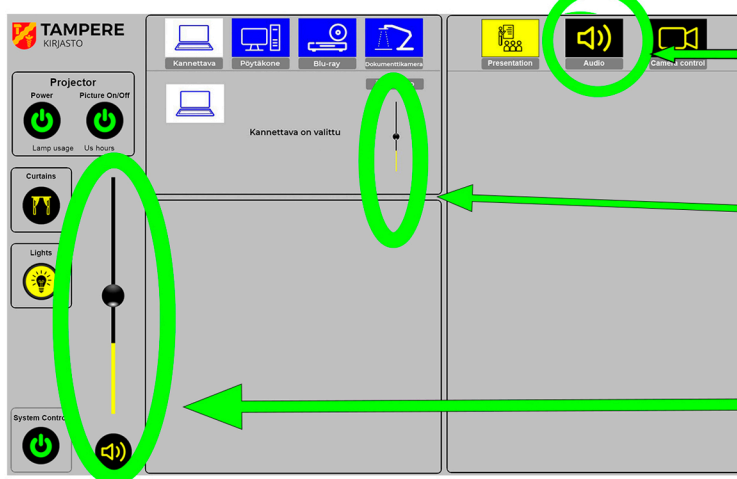 TAMPERE
KIRJASTO
Projector
Power
Picture On/Off
Lamp usage
Us
hours
Curtains
Lights
System Contro
Kannettava
Pöytäkone
Blu-ray
Dokumenttikamera
Kannettava on valittu
Presentation
Audio
Camera control